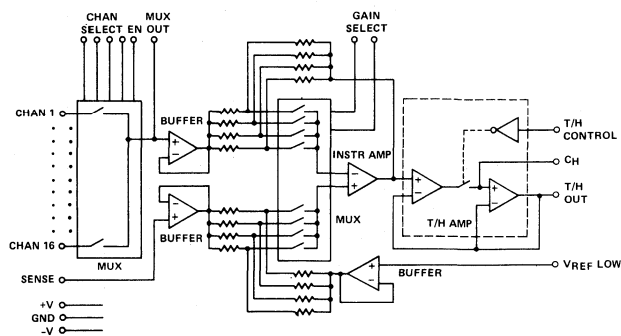 CHAN
SELECT EN
MUX
OUT
GAIN
SELECT
CHAN 1
BUFFER
INSTR AMP
T/H
CONTROL
CH
T/H
OUT
T/H AMP
MUX
BUFFER
CHAN 16
MUX
SENSE
BUFFER
VREF LOW
+V
GND
-V